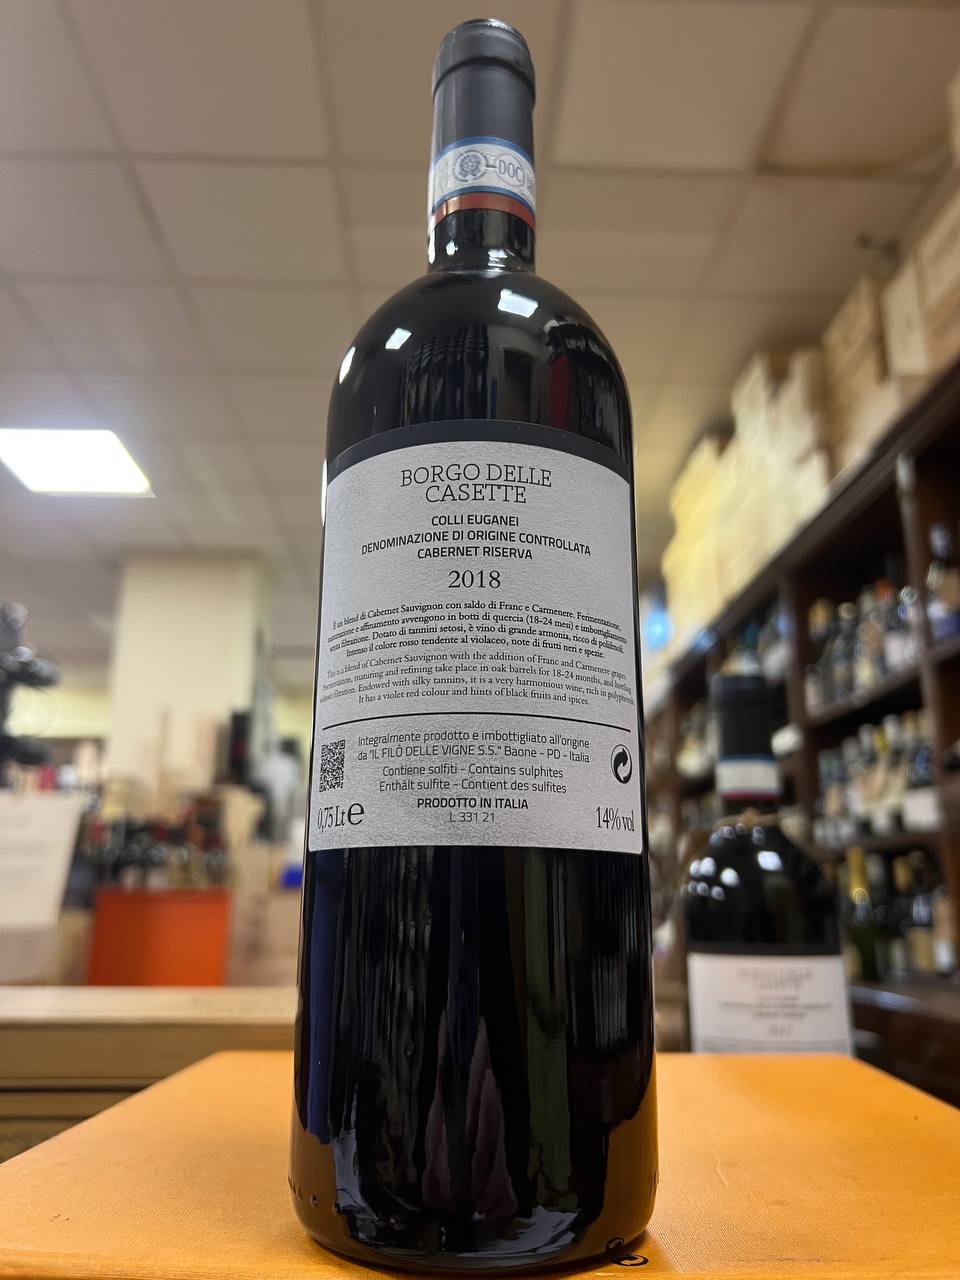 DOC
BORGO DELLE
CASETTE
COLLI EUGANEI
DENOMINAZIONE DI ORIGINE CONTROLLATA
CABERNET RISERVA
2018
È un blend di Cabernet Sauvignon con saldo di Franc e Carmenere. Fermentazione,
maturazione e affinamento avvengono in botti di quercia (18-24 mesi) e imbottigliamento
senza filtrazione. Dotato di tannini setosi, è vino di grande armonia, ricco di polifenoli.
Intenso il colore rosso tendente al violaceo, note di frutti neri e spezie.
This is a blend of Cabernet Sauvignon with the addition of Franc and Carmenere grapes.
Fermentation, maturing and refining take place in oak barrels for 18-24 months, and bottling
without filtration. Endowed with silky tannins, it is a very harmonious wine, rich in polyphenols.
It has a violet red colour and hints of black fruits and spices.
Integralmente prodotto e imbottigliato all'origine
da "IL FILÒ DELLE VIGNE S.S." Baone - PD - Italia
Contiene solfiti - Contains sulphites
Enthält sulfite - Contient des sulfites
PRODOTTO IN ITALIA
L 331 21
0,75 Lt e
14% vol
BORGO DELLE
CASETTE